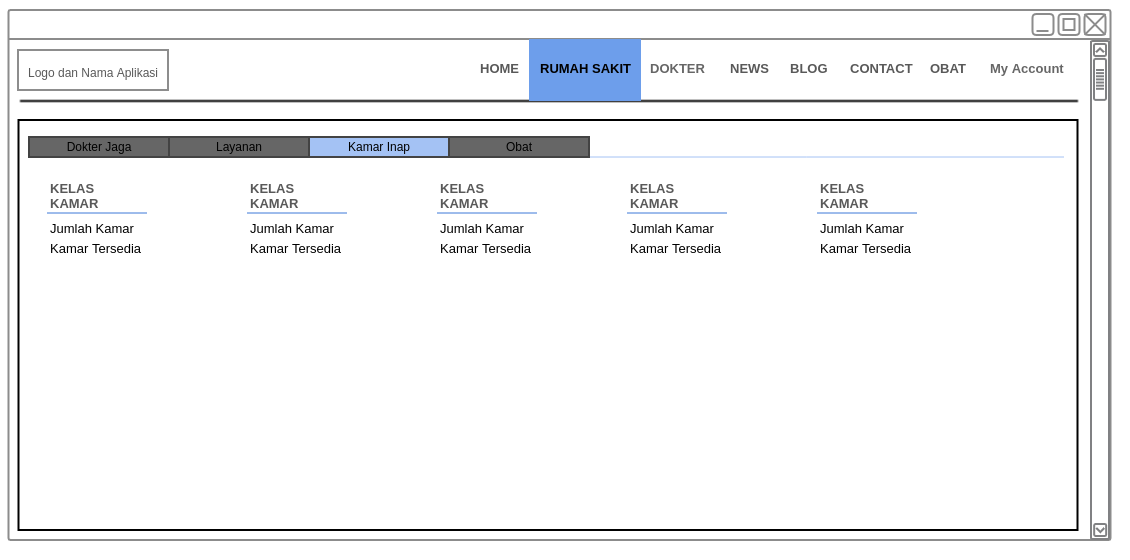 Logo dan Nama Aplikasi
HOME RUMAH SAKIT DOKTER NEWS BLOG CONTACT OBAT My Account
Dokter Jaga Layanan Kamar Inap Obat
KELAS KELAS KELAS KELAS KELAS
KAMAR KAMAR KAMAR KAMAR KAMAR
Jumlah Kamar Jumlah Kamar Jumlah Kamar Jumlah Kamar Jumlah Kamar
Kamar Tersedia Kamar Tersedia Kamar Tersedia Kamar Tersedia Kamar Tersedia